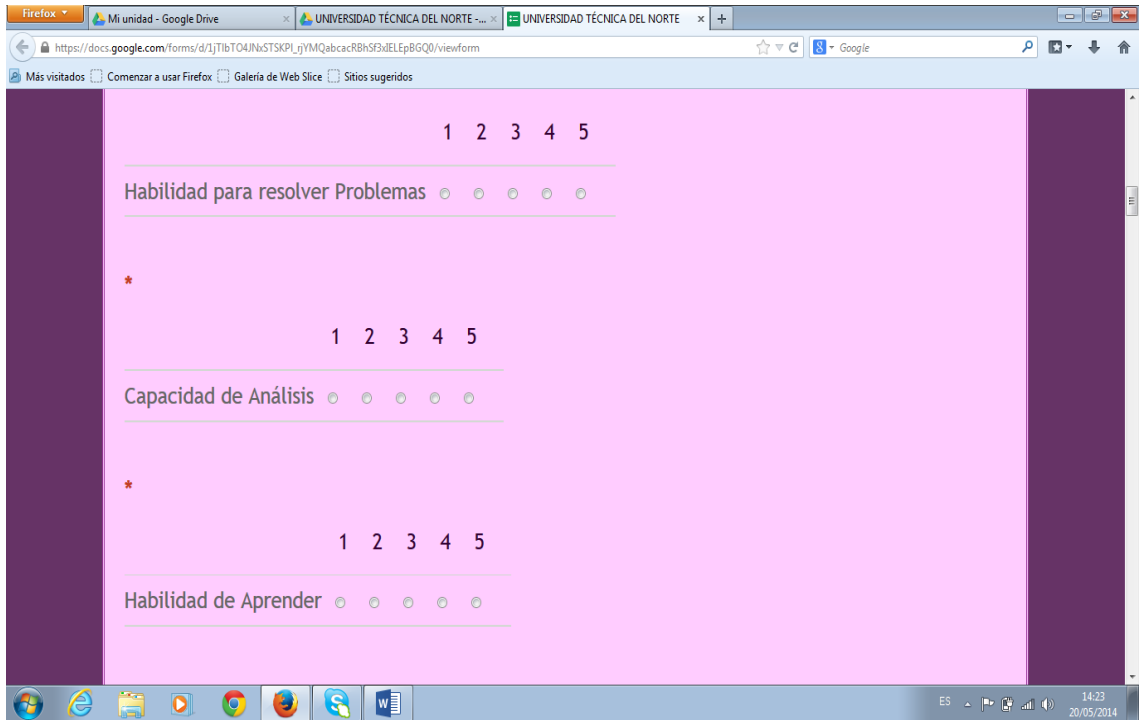 Firefox
Mi unidad - Google Drive
UNIVERSIDAD TÉCNICA DEL NORTE -...
UNIVERSIDAD TÉCNICA DEL NORTE
https://docs.google.com/forms/d/1jTIbTO4JNxSTSKPI_rjYMQabcacRBhSf3xIELEpBGQ0/viewform
Google
Más visitados
Comenzar a usar Firefox
Galería de Web Slice
Sitios sugeridos
1 2 3 4 5
Habilidad para resolver Problemas
*
1 2 3 4 5
Capacidad de Análisis
*
1 2 3 4 5
Habilidad de Aprender
ES
14:23
20/05/2014